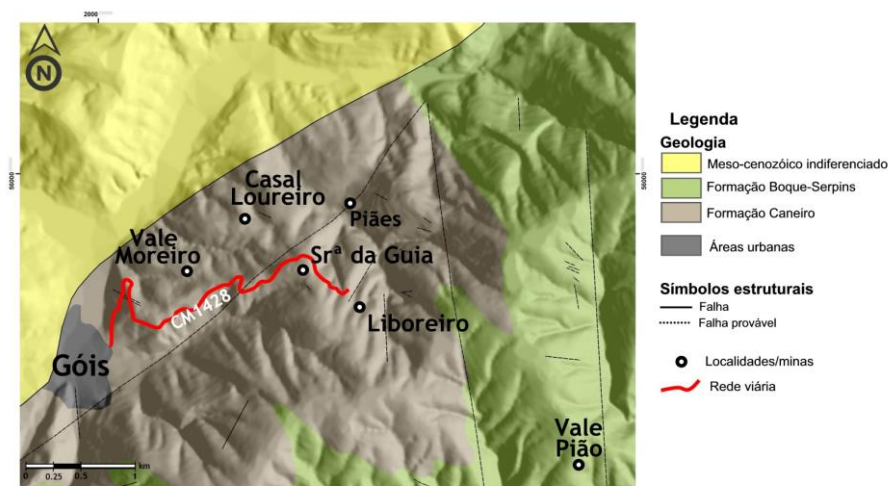 2000
N
56000
56000
Casal
Loureiro
Piães
Vale
Moreiro
Srª da Guia
CM1428
Liboreiro
Góis
Vale
Pião
km
0 0.25 0.5 1
Legenda
Geologia
Meso-cenozóico indiferenciado
Formação Boque-Serpins
Formação Caneiro
Áreas urbanas
Símbolos estruturais
Falha
Falha provável
Localidades/minas
Rede viária